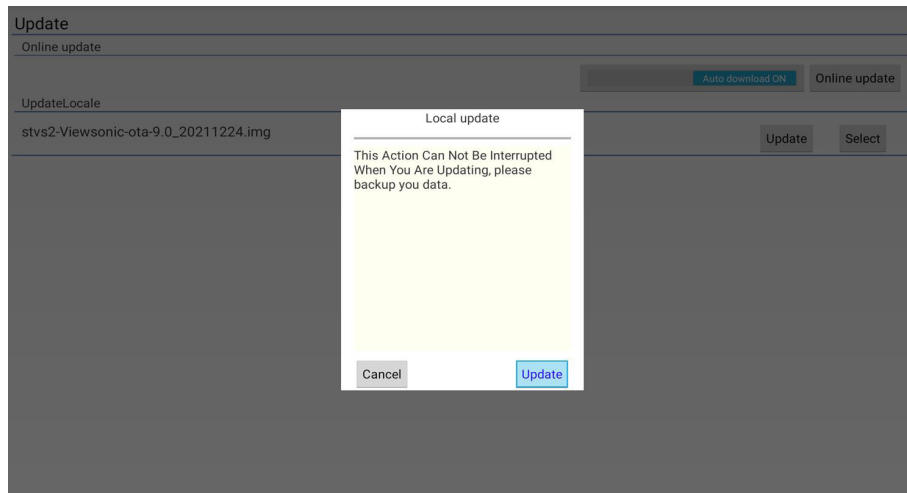 Update
Online update
Auto download ON
Online update
UpdateLocale
stvs2-Viewsonic-ota-9.0_20211224.img
Update
Select
Local update
This Action Can Not Be Interrupted
When You Are Updating, please
backup you data.
Cancel
Update